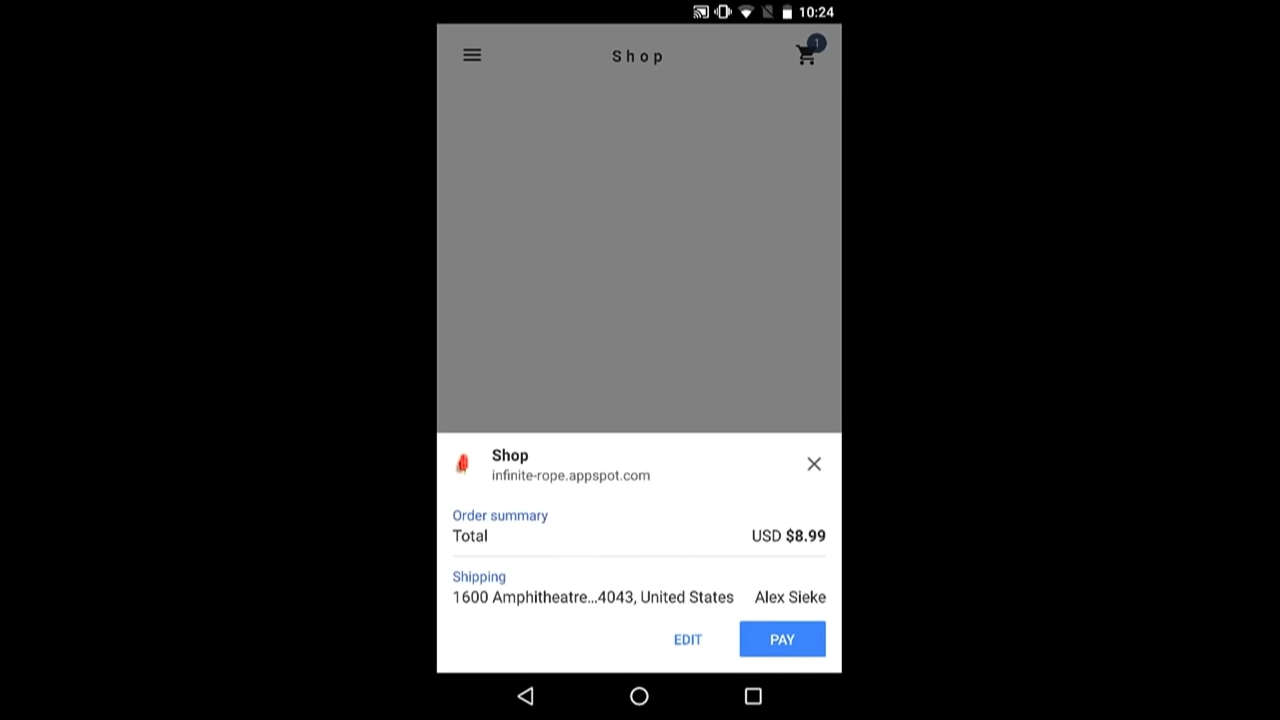 10:24
Shop
1
Shop
infinite-rope.appspot.com
Order summary
Total USD $8.99
Shipping
1600 Amphitheatre...4043, United States Alex Sieke
EDIT PAY